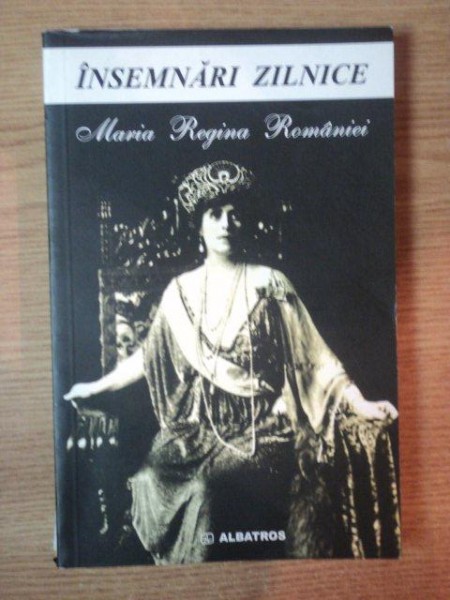 ÎNSEMNĂRI ZILNICE
Maria Regina României
ALBATROS